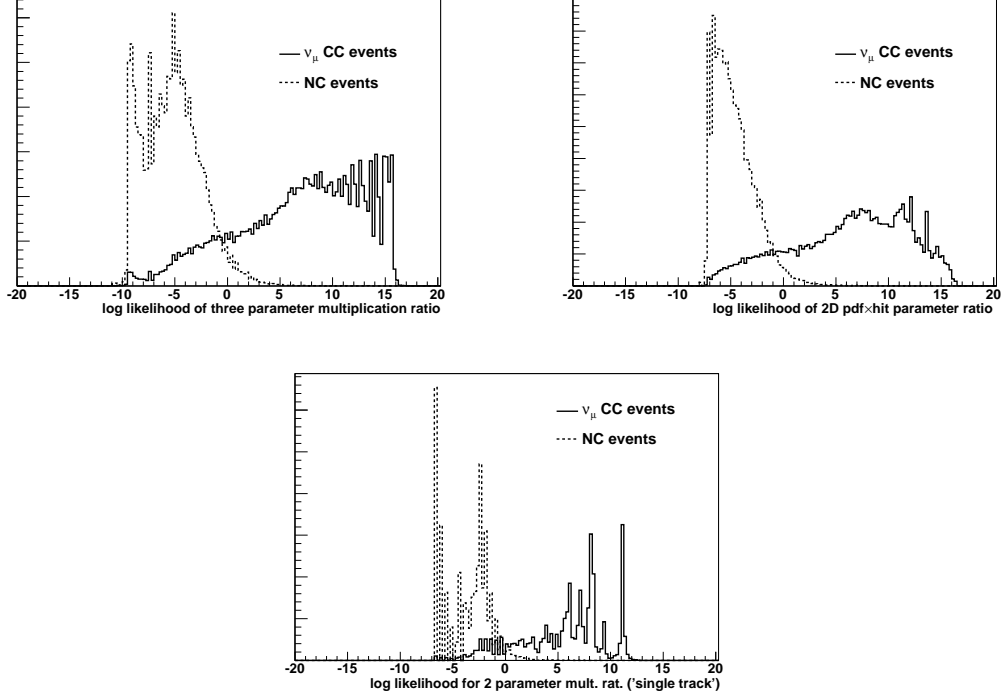 ν_μ CC events
NC events
-20 -15 -10 -5 0 5 10 15 20
log likelihood of three parameter multiplication ratio
ν_μ CC events
NC events
-20 -15 -10 -5 0 5 10 15 20
log likelihood of 2D pdf×hit parameter ratio
ν_μ CC events
NC events
-20 -15 -10 -5 0 5 10 15 20
log likelihood for 2 parameter mult. rat. ('single track')